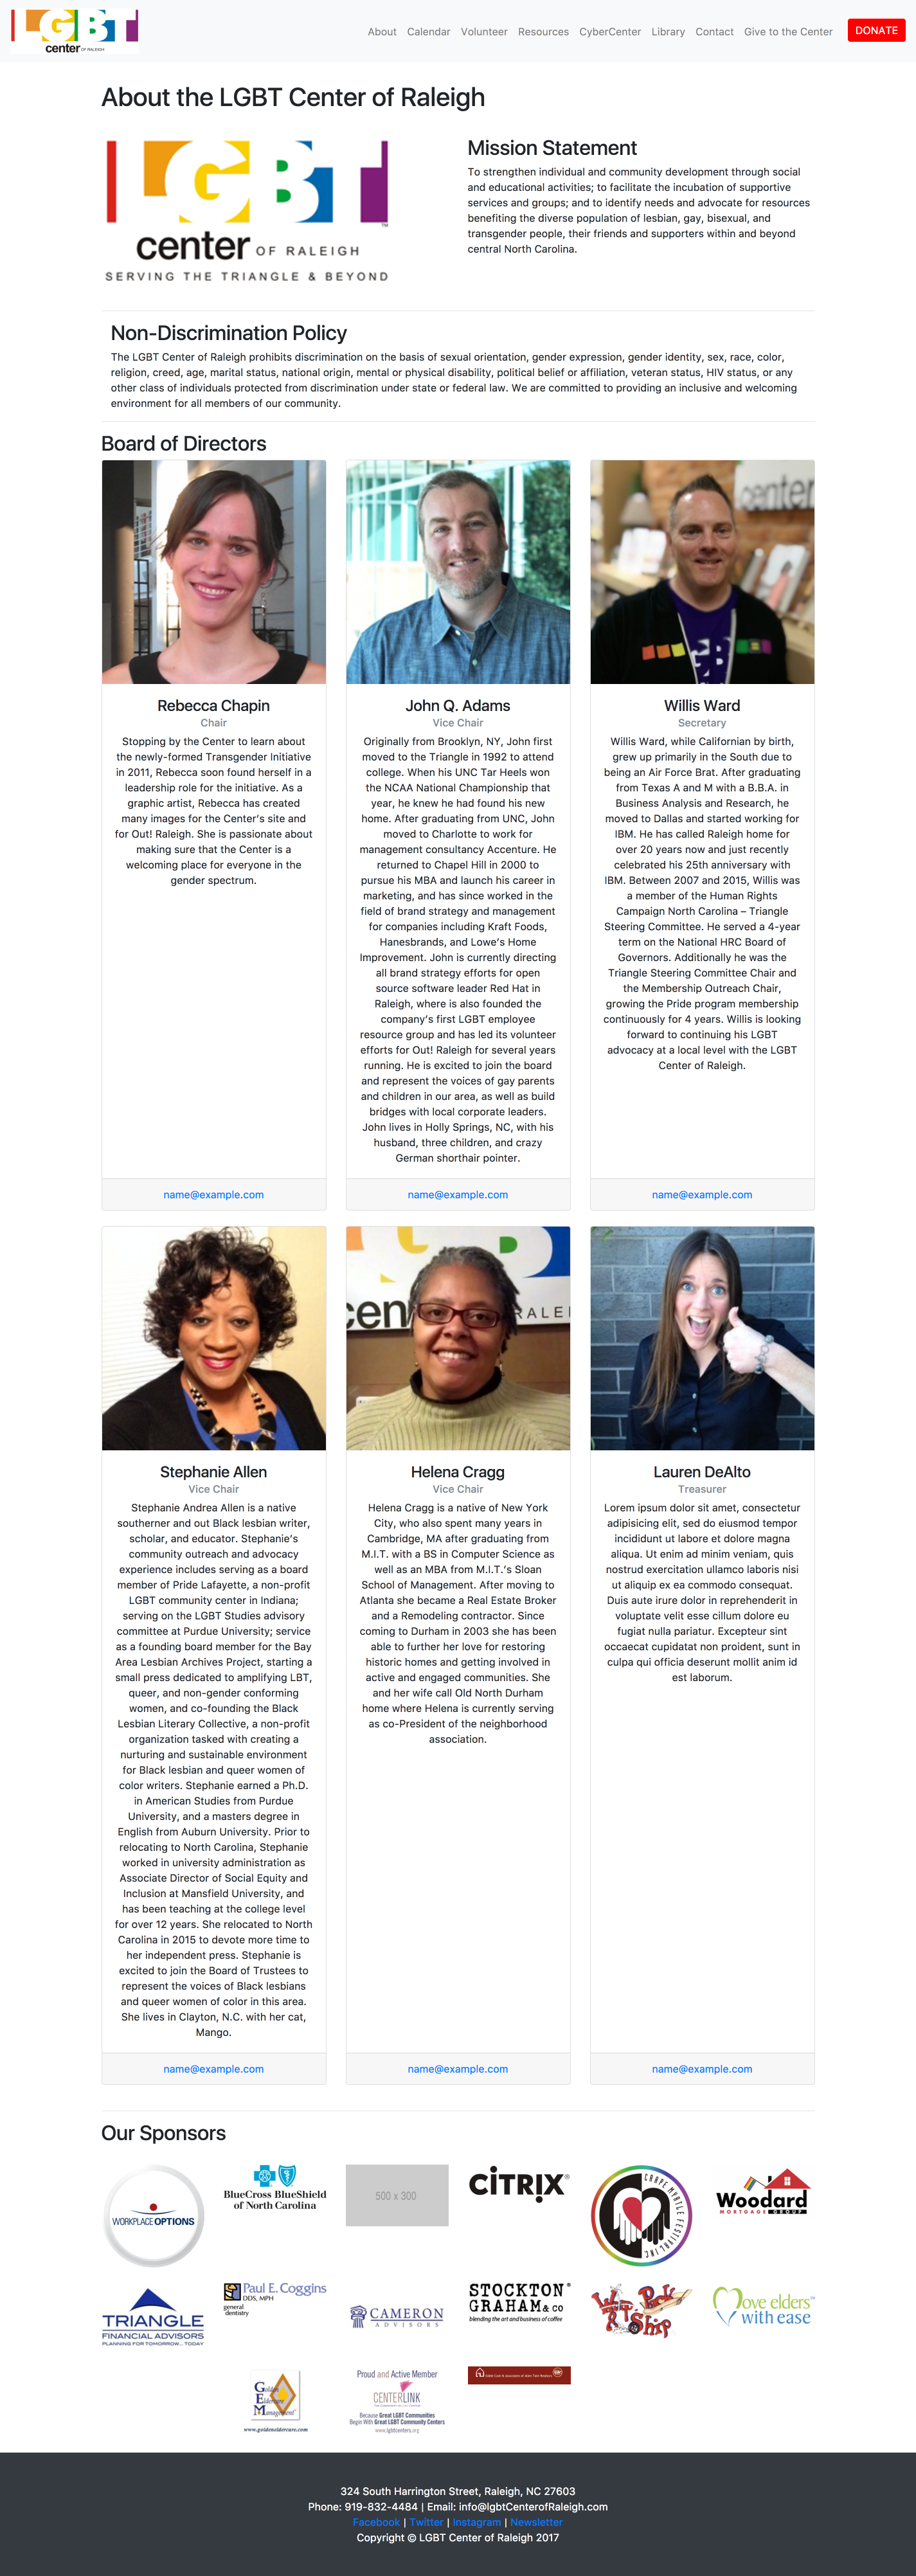 LGBT
center OF RALEIGH
About Calendar Volunteer Resources CyberCenter Library Contact Give to the Center DONATE
About the LGBT Center of Raleigh
LGBT
center OF RALEIGH
SERVING THE TRIANGLE & BEYOND
Mission Statement
To strengthen individual and community development through social
and educational activities; to facilitate the incubation of supportive
services and groups; and to identify needs and advocate for resources
benefiting the diverse population of lesbian, gay, bisexual, and
transgender people, their friends and supporters within and beyond
central North Carolina.
Non-Discrimination Policy
The LGBT Center of Raleigh prohibits discrimination on the basis of sexual orientation, gender expression, gender identity, sex, race, color,
religion, creed, age, marital status, national origin, mental or physical disability, political belief or affiliation, veteran status, HIV status, or any
other class of individuals protected from discrimination under state or federal law. We are committed to providing an inclusive and welcoming
environment for all members of our community.
Board of Directors
Rebecca Chapin
Chair
Stopping by the Center to learn about
the newly-formed Transgender Initiative
in 2011, Rebecca soon found herself in a
leadership role for the initiative. As a
graphic artist, Rebecca has created
many images for the Center's site and
for Out! Raleigh. She is passionate about
making sure that the Center is a
welcoming place for everyone in the
gender spectrum.
name@example.com
John Q. Adams
Vice Chair
Originally from Brooklyn, NY, John first
moved to the Triangle in 1992 to attend
college. When his UNC Tar Heels won
the NCAA National Championship that
year, he knew he had found his new
home. After graduating from UNC, John
moved to Charlotte to work for
management consultancy Accenture. He
returned to Chapel Hill in 2000 to
pursue his MBA and launch his career in
marketing, and has since worked in the
field of brand strategy and management
for companies including Kraft Foods,
Hanesbrands, and Lowe's Home
Improvement. John is currently directing
all brand strategy efforts for open
source software leader Red Hat in
Raleigh, where is also founded the
company's first LGBT employee
resource group and has led its volunteer
efforts for Out! Raleigh for several years
running. He is excited to join the board
and represent the voices of gay parents
and children in our area, as well as build
bridges with local corporate leaders.
John lives in Holly Springs, NC, with his
husband, three children, and crazy
German shorthair pointer.
name@example.com
center
GB
Willis Ward
Secretary
Willis Ward, while Californian by birth,
grew up primarily in the South due to
being an Air Force Brat. After graduating
from Texas A and M with a B.B.A. in
Business Analysis and Research, he
moved to Dallas and started working for
IBM. He has called Raleigh home for
over 20 years now and just recently
celebrated his 25th anniversary with
IBM. Between 2007 and 2015, Willis was
a member of the Human Rights
Campaign North Carolina – Triangle
Steering Committee. He served a 4-year
term on the National HRC Board of
Governors. Additionally he was the
Triangle Steering Committee Chair and
the Membership Outreach Chair,
growing the Pride program membership
continuously for 4 years. Willis is looking
forward to continuing his LGBT
advocacy at a local level with the LGBT
Center of Raleigh.
name@example.com
Stephanie Allen
Vice Chair
Stephanie Andrea Allen is a native
southerner and out Black lesbian writer,
scholar, and educator. Stephanie's
community outreach and advocacy
experience includes serving as a board
member of Pride Lafayette, a non-profit
LGBT community center in Indiana;
serving on the LGBT Studies advisory
committee at Purdue University; service
as a founding board member for the Bay
Area Lesbian Archives Project, starting a
small press dedicated to amplifying LBT,
queer, and non-gender conforming
women, and co-founding the Black
Lesbian Literary Collective, a non-profit
organization tasked with creating a
nurturing and sustainable environment
for Black lesbian and queer women of
color writers. Stephanie earned a Ph.D.
in American Studies from Purdue
University, and a masters degree in
English from Auburn University. Prior to
relocating to North Carolina, Stephanie
worked in university administration as
Associate Director of Social Equity and
Inclusion at Mansfield University, and
has been teaching at the college level
for over 12 years. She relocated to North
Carolina in 2015 to devote more time to
her independent press. Stephanie is
excited to join the Board of Trustees to
represent the voices of Black lesbians
and queer women of color in this area.
She lives in Clayton, N.C. with her cat,
Mango.
name@example.com
cen RALEI
Helena Cragg
Vice Chair
Helena Cragg is a native of New York
City, who also spent many years in
Cambridge, MA after graduating from
M.I.T. with a BS in Computer Science as
well as an MBA from M.I.T.'s Sloan
School of Management. After moving to
Atlanta she became a Real Estate Broker
and a Remodeling contractor. Since
coming to Durham in 2003 she has been
able to further her love for restoring
historic homes and getting involved in
active and engaged communities. She
and her wife call Old North Durham
home where Helena is currently serving
as co-President of the neighborhood
association.
name@example.com
Lauren DeAlto
Treasurer
Lorem ipsum dolor sit amet, consectetur
adipisicing elit, sed do eiusmod tempor
incididunt ut labore et dolore magna
aliqua. Ut enim ad minim veniam, quis
nostrud exercitation ullamco laboris nisi
ut aliquip ex ea commodo consequat.
Duis aute irure dolor in reprehenderit in
voluptate velit esse cillum dolore eu
fugiat nulla pariatur. Excepteur sint
occaecat cupidatat non proident, sunt in
culpa qui officia deserunt mollit anim id
est laborum.
name@example.com
Our Sponsors
WORKPLACE OPTIONS
BlueCross BlueShield
of North Carolina
500 x 300
CiTRIX
CRAPE MYRTLE FESTIVAL INC
Woodard
MORTGAGE GROUP
TRIANGLE
FINANCIAL ADVISORS
PLANNING FOR TOMORROW... TODAY
Paul E. Coggins
DDS, MPH
general
dentistry
CAMERON
ADVISORS
STOCKTON
GRAHAM & CO
blending the art and business of coffee
Pack
Ship
ove elders
with ease
Golden
Eldercare
Management
www.goldeneldercare.com
Proud and Active Member
CENTERLINK
Because Great LGBT Communities
Begin With Great LGBT Community Centers
www.lgbtcenters.org
324 South Harrington Street, Raleigh, NC 27603
Phone: 919-832-4484 | Email: info@lgbtCenterofRaleigh.com
Facebook | Twitter | Instagram | Newsletter
Copyright © LGBT Center of Raleigh 2017